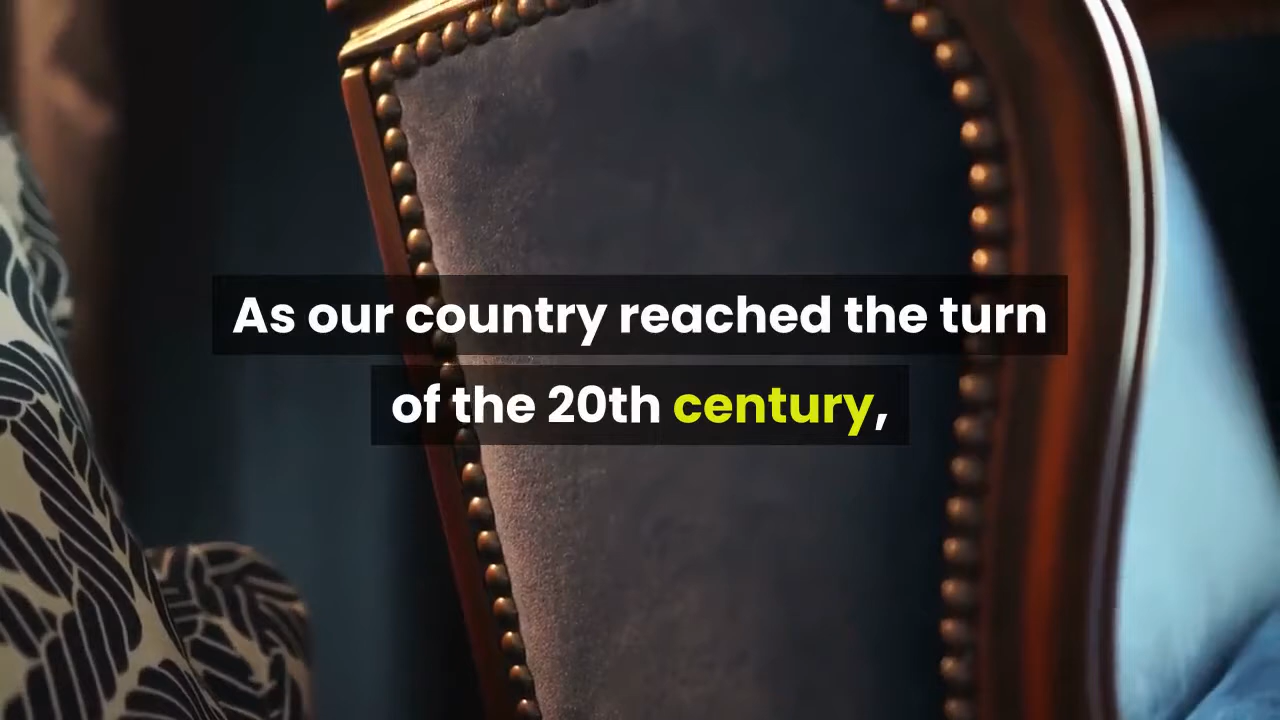 As our country reached the turn
of the 20th century,